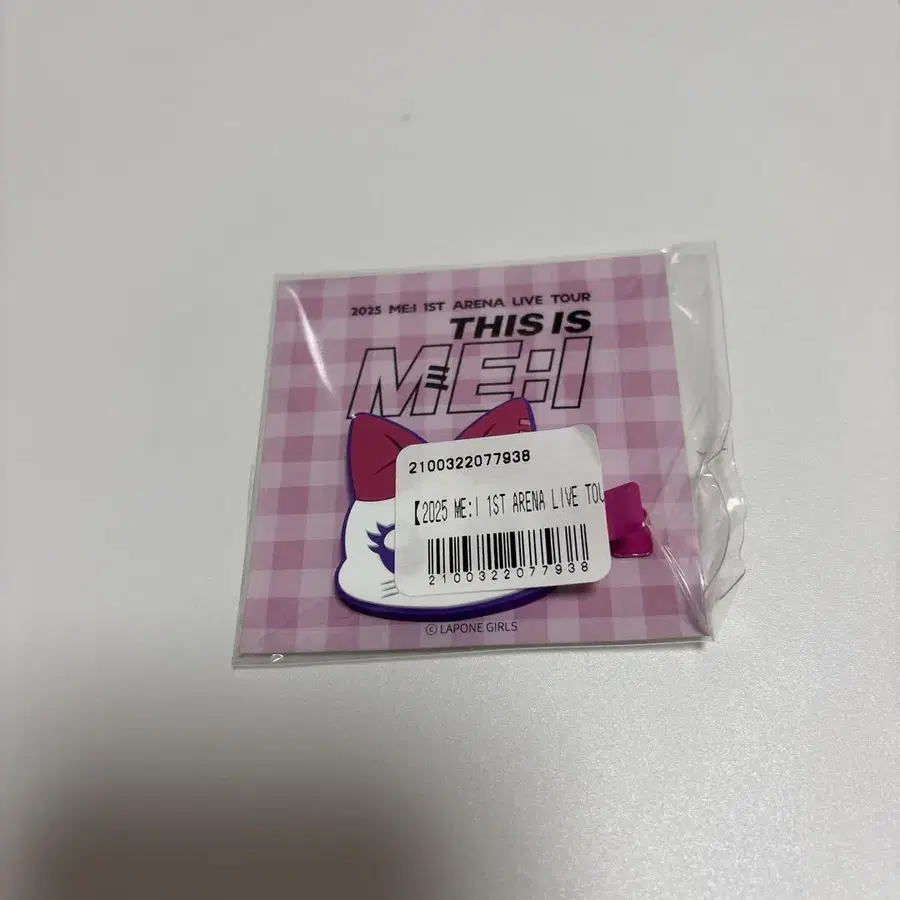 2025 ME:I 1ST ARENA LIVE TOUR
THIS IS
ME:I
2100322077938
【2025 ME:I 1ST ARENA LIVE TOU
2100322077938
© LAPONE GIRLS